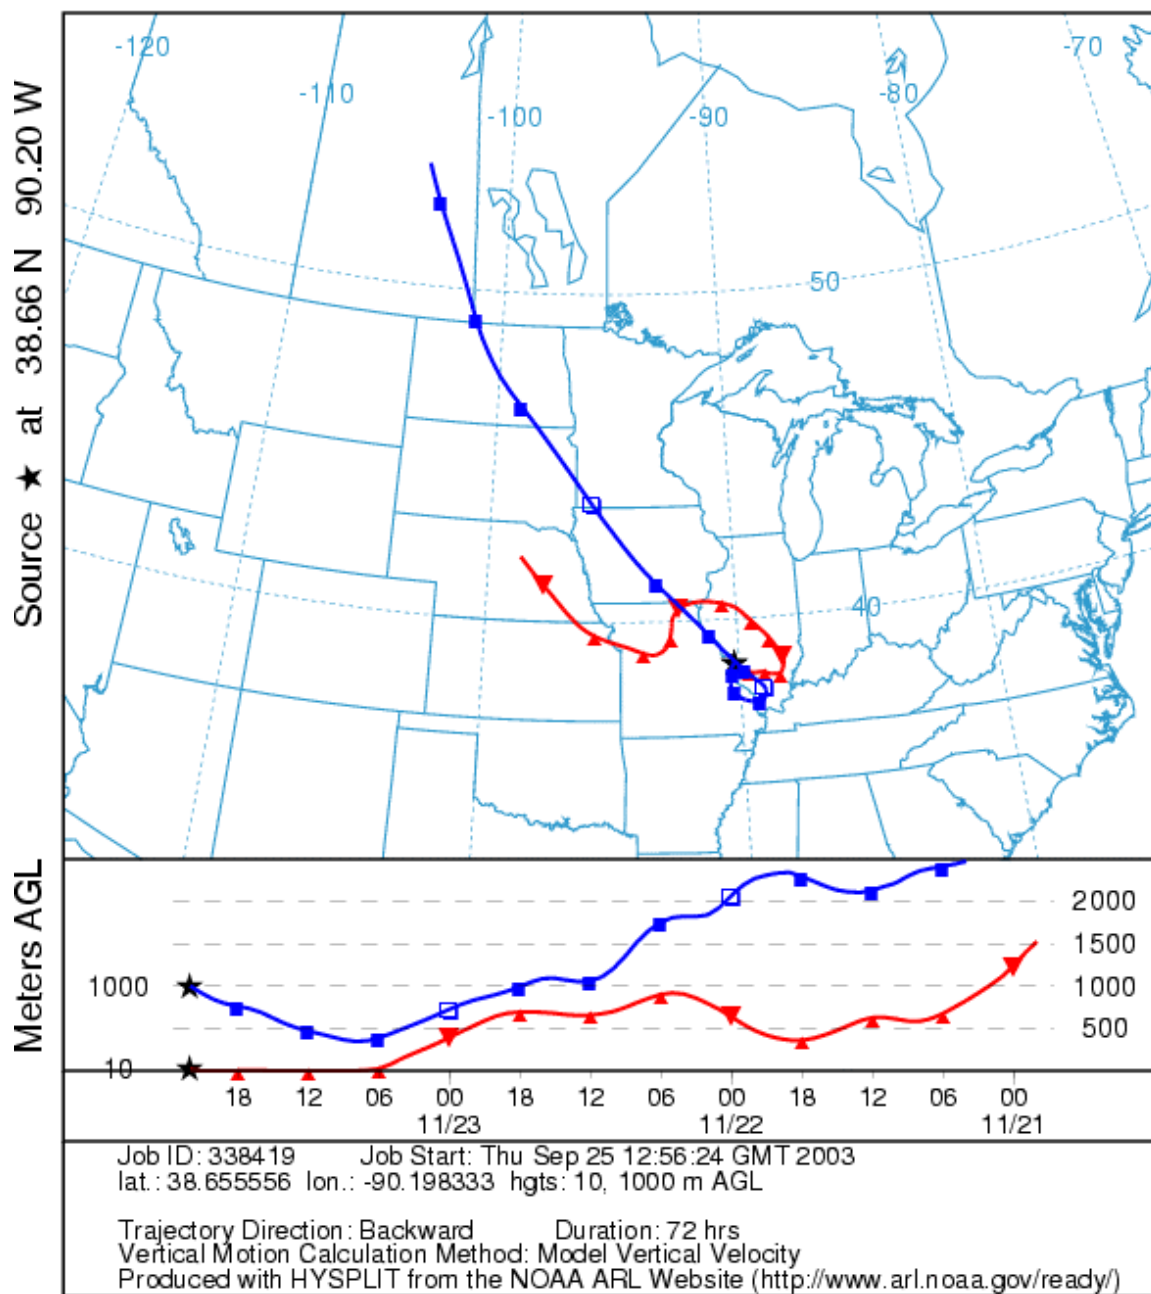 Source ★ at 38.66 N 90.20 W
-120
-110
-100
-90
-80
-70
50
40
Meters AGL
2000
1500
1000
1000
500
10
18 12 06 00 18 12 06 00 18 12 06 00
11/23 11/22 11/21
Job ID: 338419 Job Start: Thu Sep 25 12:56:24 GMT 2003
lat.: 38.655556 lon.: -90.198333 hgts: 10, 1000 m AGL
Trajectory Direction: Backward Duration: 72 hrs
Vertical Motion Calculation Method: Model Vertical Velocity
Produced with HYSPLIT from the NOAA ARL Website (http://www.arl.noaa.gov/ready/)